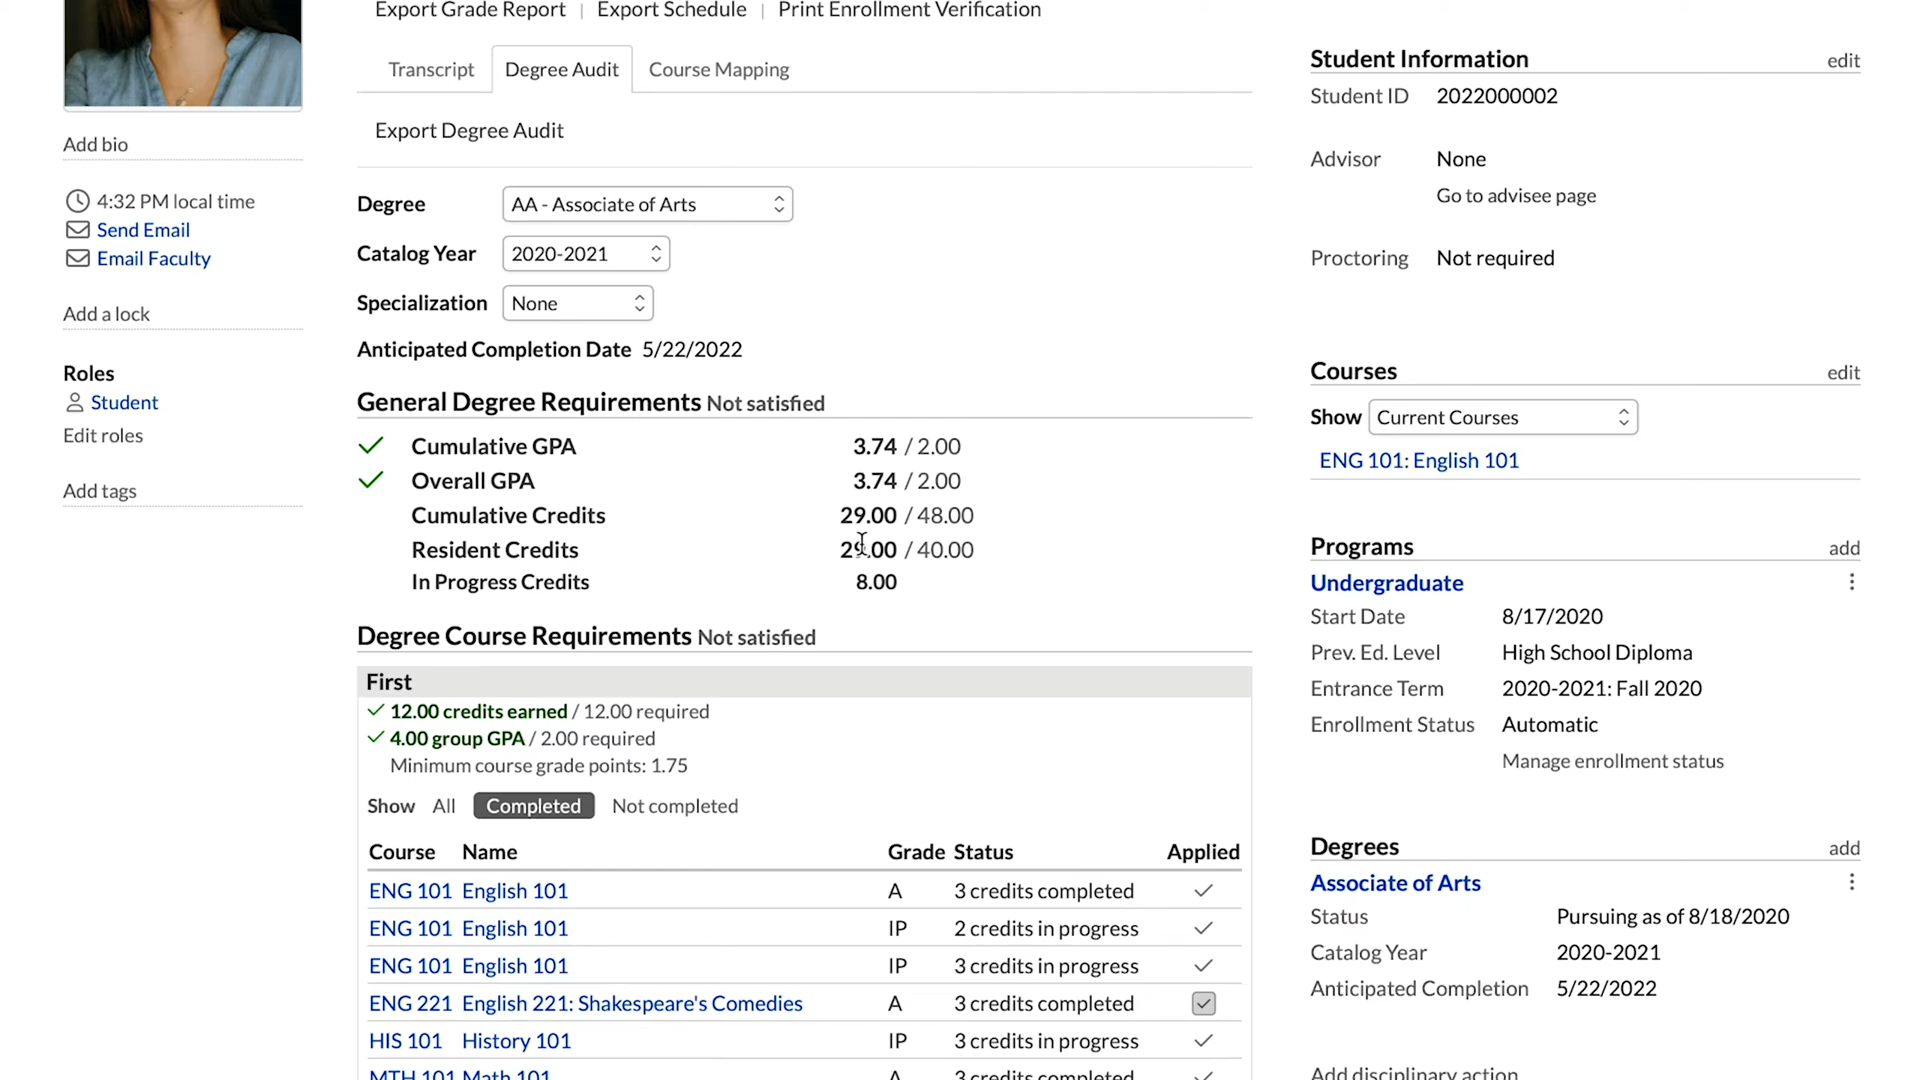 Export Grade Report | Export Schedule | Print Enrollment Verification
Transcript Degree Audit Course Mapping
Export Degree Audit
Degree AA - Associate of Arts
Catalog Year 2020-2021
Specialization None
Anticipated Completion Date 5/22/2022
General Degree Requirements Not satisfied
Cumulative GPA 3.74 / 2.00
Overall GPA 3.74 / 2.00
Cumulative Credits 29.00 / 48.00
Resident Credits 29.00 / 40.00
In Progress Credits 8.00
Degree Course Requirements Not satisfied
First
12.00 credits earned / 12.00 required
4.00 group GPA / 2.00 required
Minimum course grade points: 1.75
Show All Completed Not completed
Course Name Grade Status Applied
ENG 101 English 101 A 3 credits completed
ENG 101 English 101 IP 2 credits in progress
ENG 101 English 101 IP 3 credits in progress
ENG 221 English 221: Shakespeare's Comedies A 3 credits completed
HIS 101 History 101 IP 3 credits in progress
MTH 101 Math 101 A 3 credits completed
Add bio
4:32 PM local time
Send Email
Email Faculty
Add a lock
Roles
Student
Edit roles
Add tags
Student Information edit
Student ID 2022000002
Advisor None
Go to advisee page
Proctoring Not required
Courses edit
Show Current Courses
ENG 101: English 101
Programs add
Undergraduate
Start Date 8/17/2020
Prev. Ed. Level High School Diploma
Entrance Term 2020-2021: Fall 2020
Enrollment Status Automatic
Manage enrollment status
Degrees add
Associate of Arts
Status Pursuing as of 8/18/2020
Catalog Year 2020-2021
Anticipated Completion 5/22/2022
Add disciplinary action